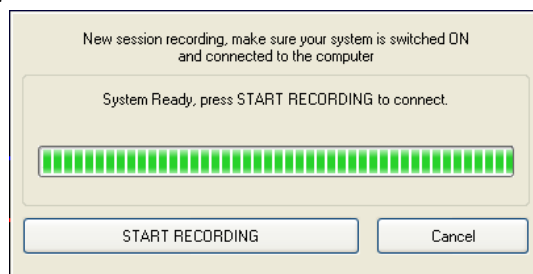 New session recording, make sure your system is switched ON
and connected to the computer
System Ready, press START RECORDING to connect.
START RECORDING
Cancel